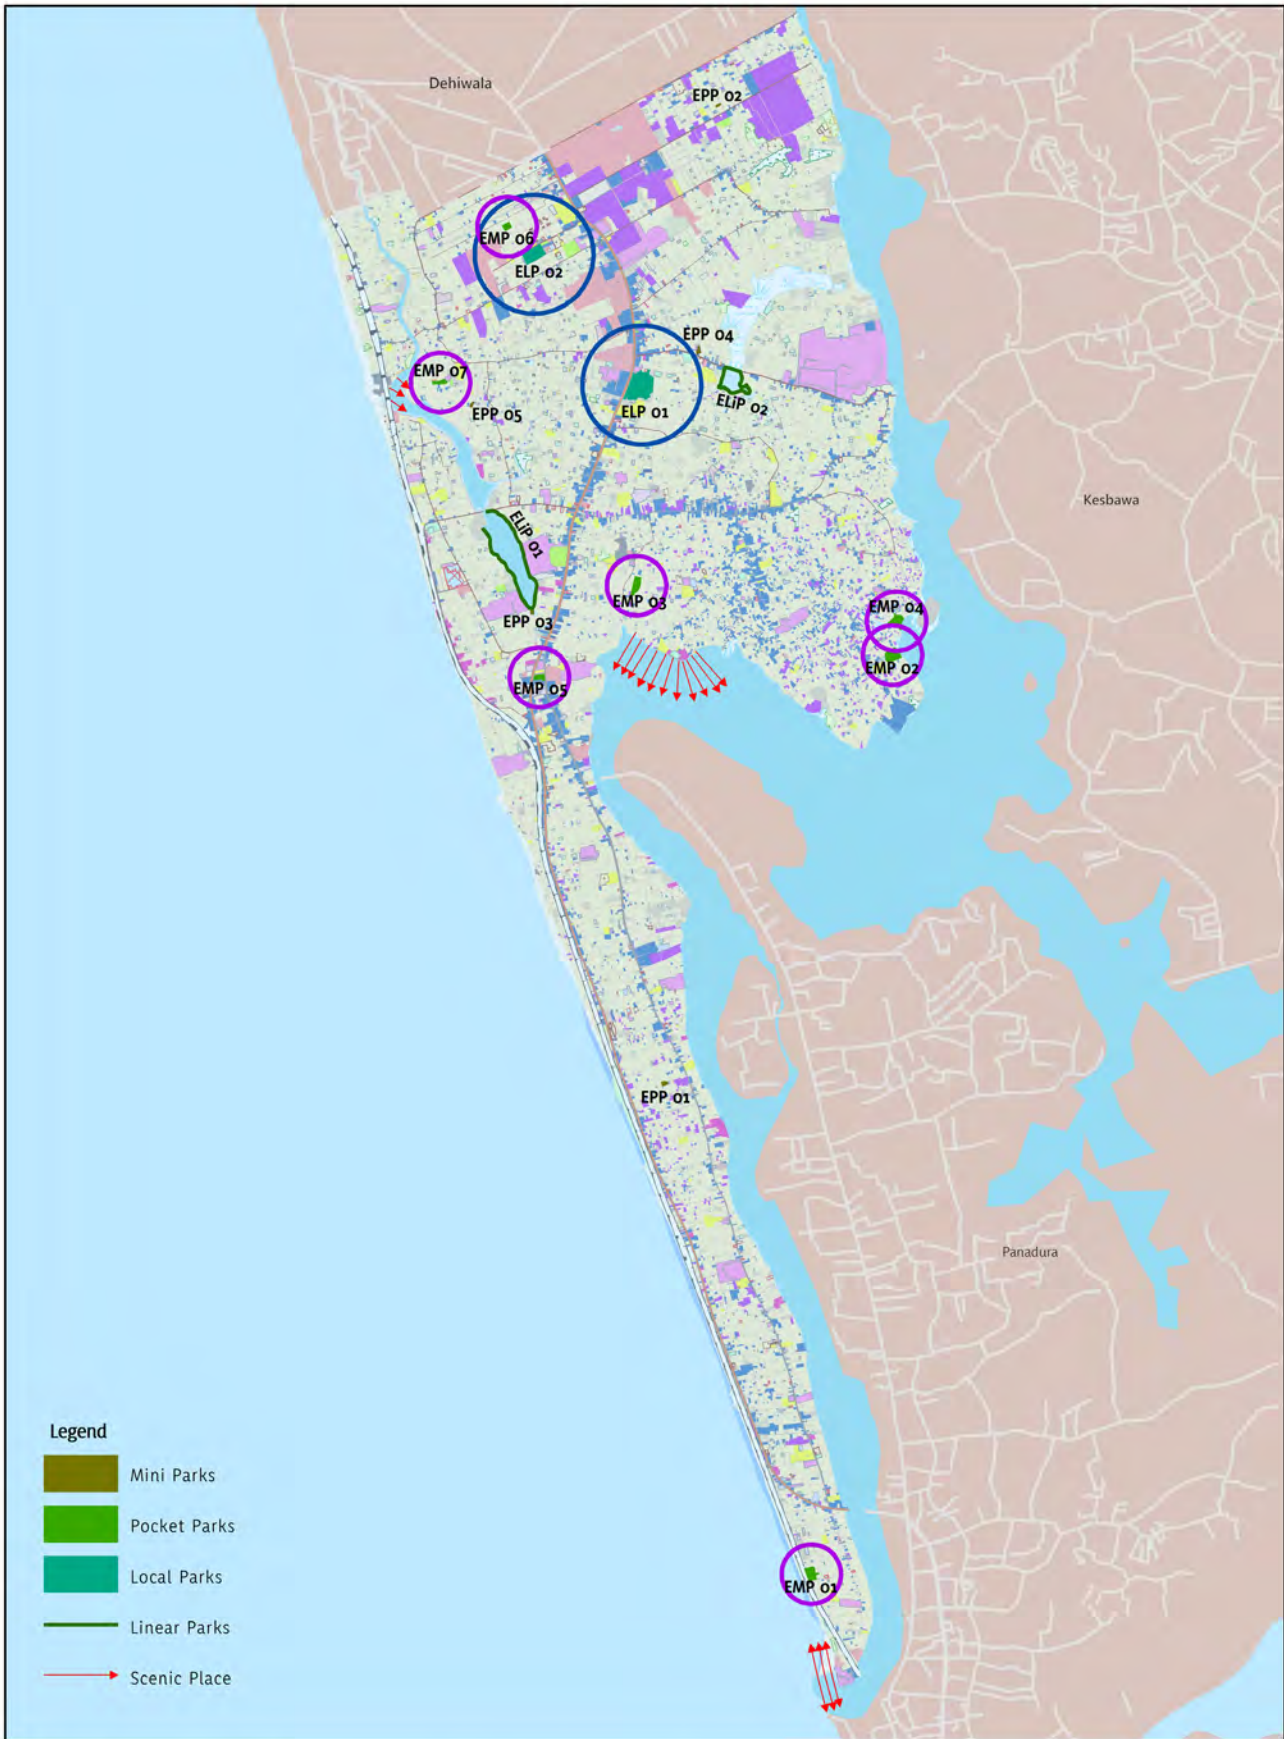 Dehiwala
EPP 02
EMP 06
ELP 02
EPP 04
EMP 07
ELiP 02
EPP 05
ELP 01
Kesbawa
ELiP 01
EMP 03
EMP 04
EPP 03
EMP 02
EMP 05
EPP 01
Panadura
EMP 01
Legend
Mini Parks
Pocket Parks
Local Parks
Linear Parks
Scenic Place